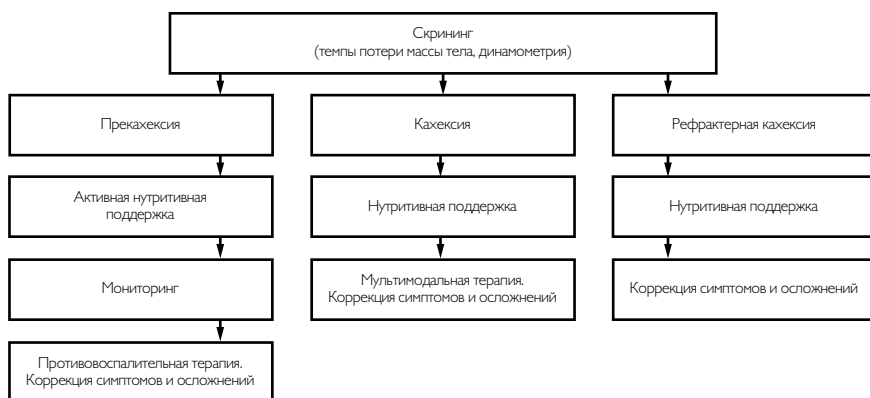 Скрининг
(темпы потери массы тела, динамометрия)
Прекахексия
Кахексия
Рефрактерная кахексия
Активная нутритивная
поддержка
Нутритивная поддержка
Нутритивная поддержка
Мониторинг
Мультимодальная терапия.
Коррекция симптомов и осложнений
Коррекция симптомов и осложнений
Противовоспалительная терапия.
Коррекция симптомов и осложнений